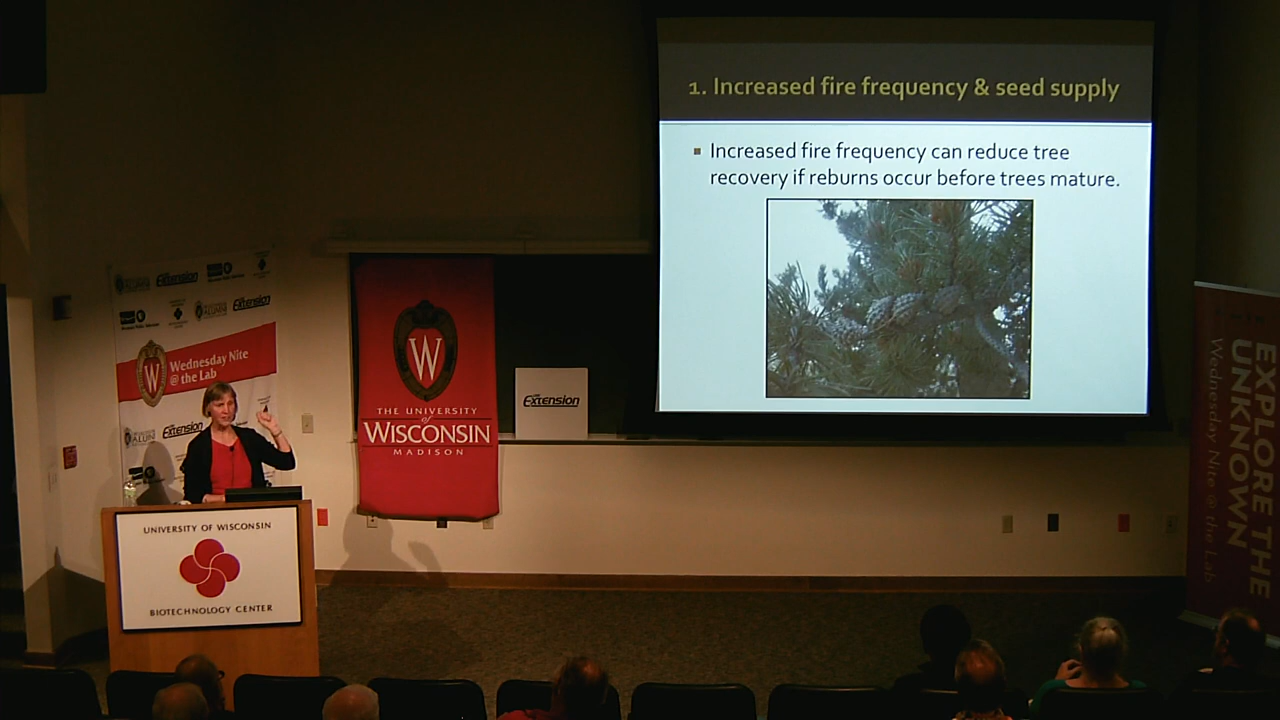 1. Increased fire frequency & seed supply
Increased fire frequency can reduce tree
recovery if reburns occur before trees mature.
Extension
Extension
Wednesday Nite
@ the Lab
Extension
W
THE UNIVERSITY
of
WISCONSIN
MADISON
Extension
UNIVERSITY OF WISCONSIN
BIOTECHNOLOGY CENTER
EXPLORE THE
UNKNOWN
Wednesday Nite @ the Lab